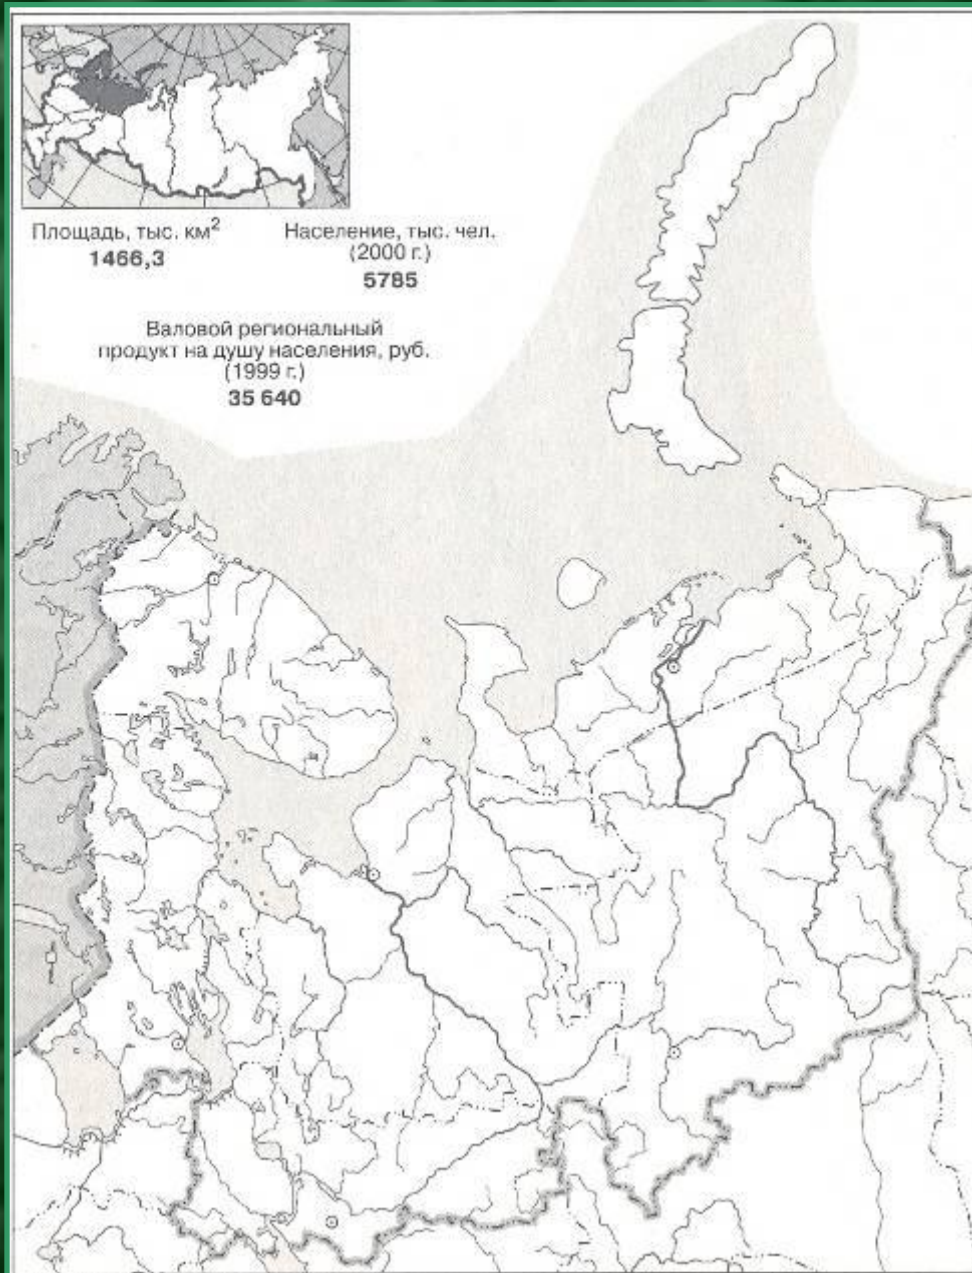 Площадь, тыс. км²
1466,3
Население, тыс. чел.
(2000 г.)
5785
Валовой региональный
продукт на душу населения, руб.
(1999 г.)
35 640